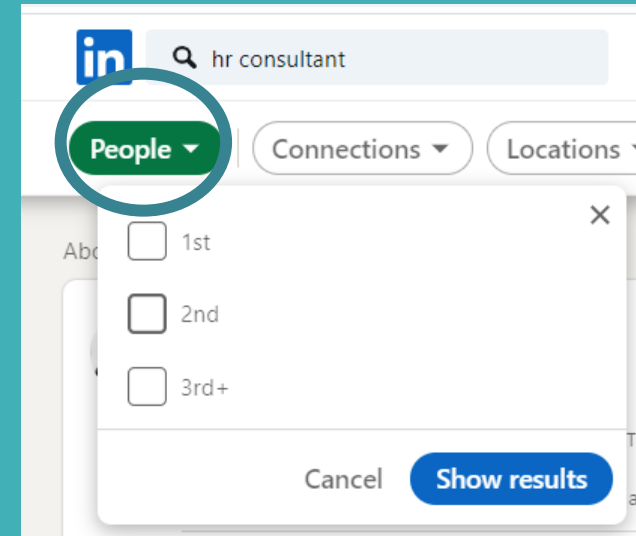 in
hr consultant
People
Connections
Locations
Abo
1st
2nd
3rd+
T
Cancel
Show results
a